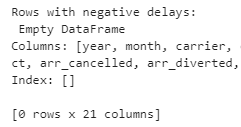 Rows with negative delays:
Empty DataFrame
Columns: [year, month, carrier,
ct, arr_cancelled, arr_diverted,
Index: []
[0 rows x 21 columns]